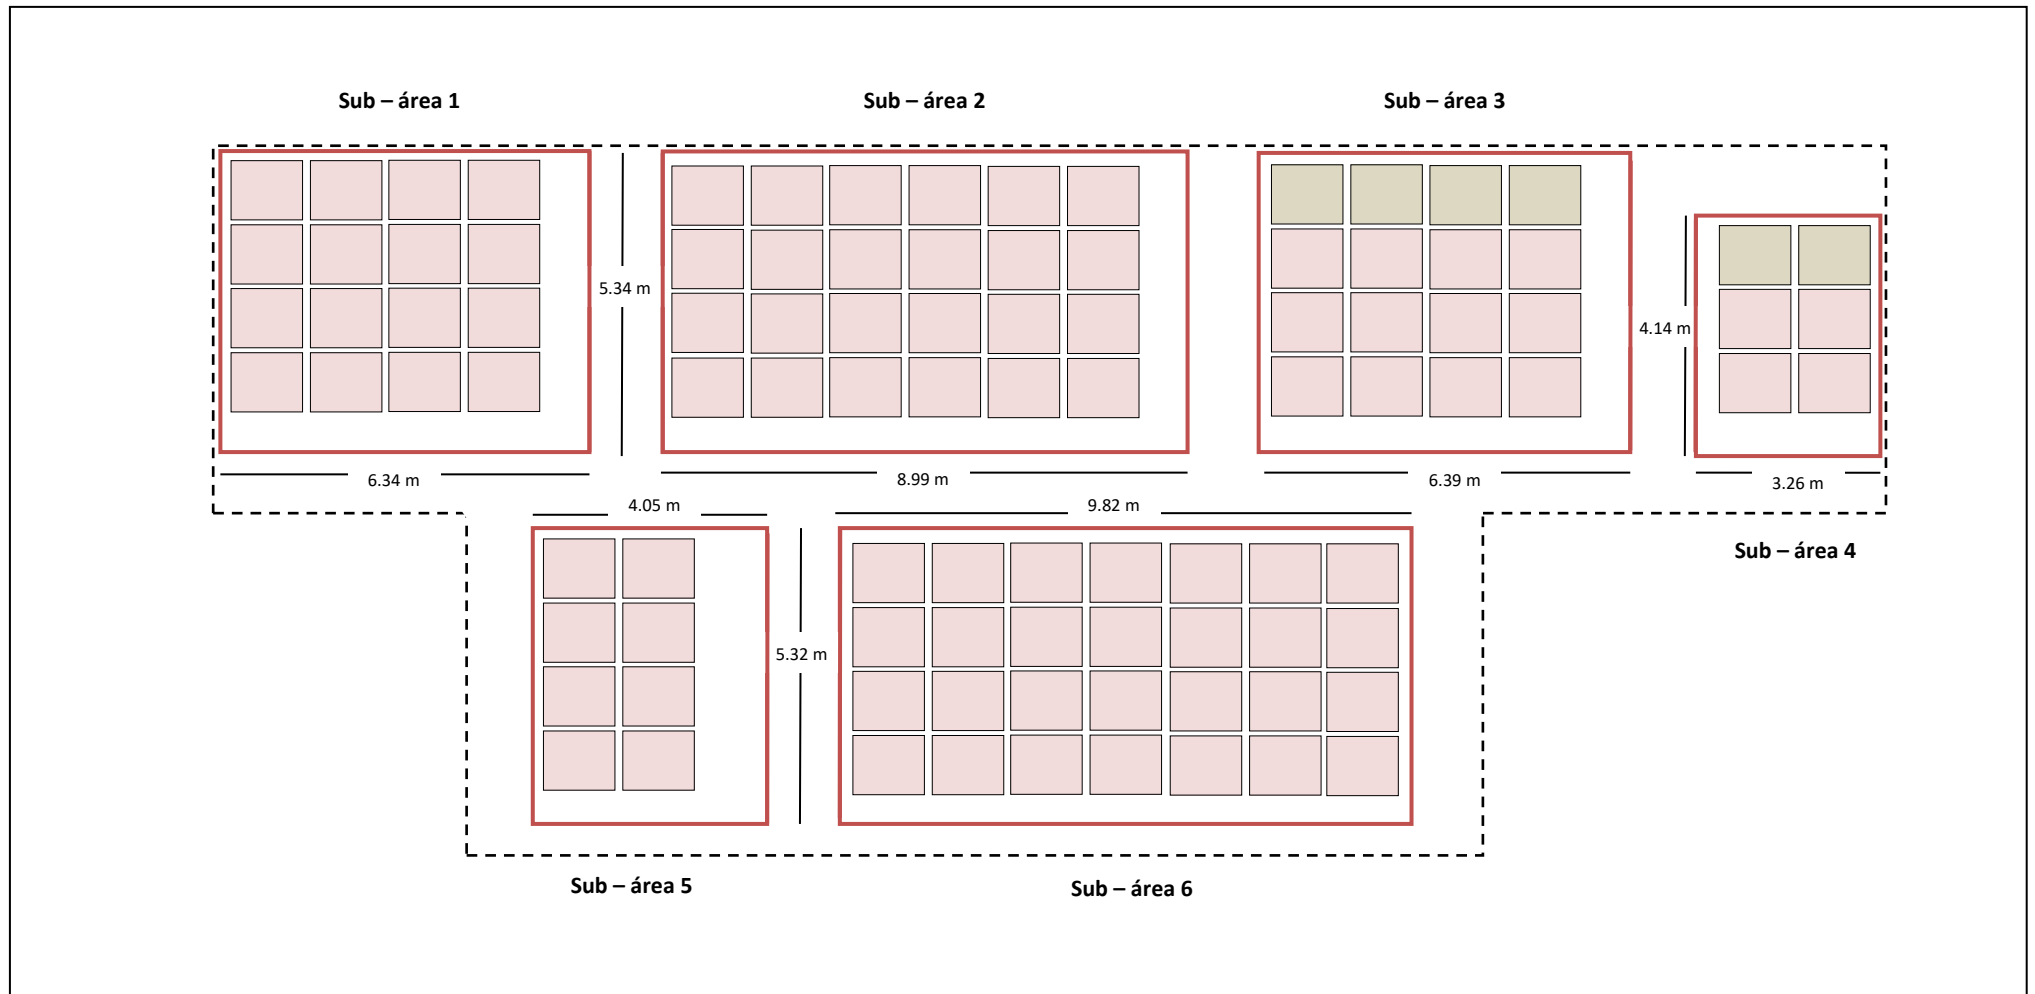 Sub – área 1
Sub – área 2
Sub – área 3
5.34 m
4.14 m
6.34 m
8.99 m
6.39 m
3.26 m
4.05 m
9.82 m
Sub – área 4
5.32 m
Sub – área 5
Sub – área 6